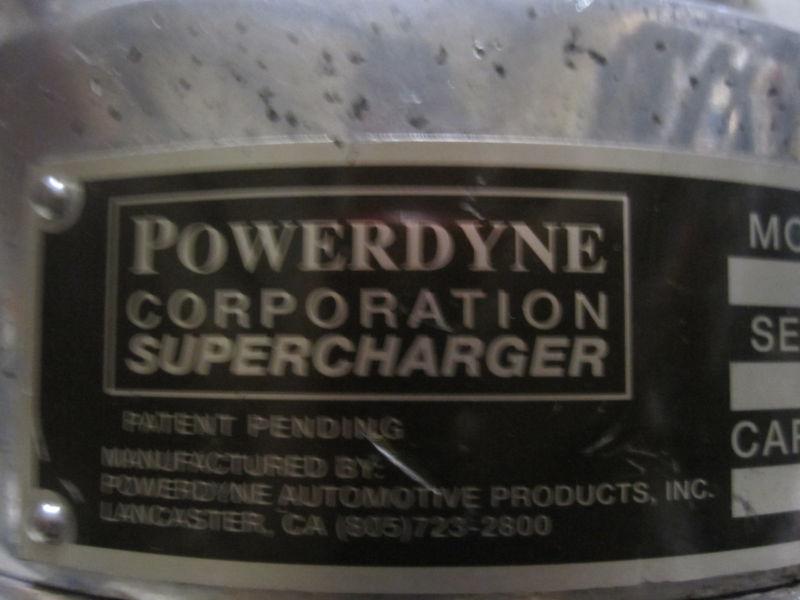 POWERDYNE
CORPORATION
SUPERCHARGER
PATENT PENDING
MANUFACTURED BY:
POWERDYNE AUTOMOTIVE PRODUCTS, INC.
LANCASTER, CA (805)723-2800
MO
SE
CAR